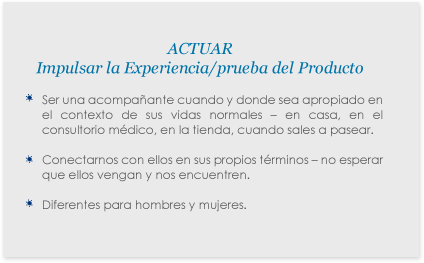 ACTUAR
Impulsar la Experiencia/prueba del Producto
Ser una acompañante cuando y donde sea apropiado en
el contexto de sus vidas normales – en casa, en el
consultorio médico, en la tienda, cuando sales a pasear.
Conectarnos con ellos en sus propios términos – no esperar
que ellos vengan y nos encuentren.
Diferentes para hombres y mujeres.